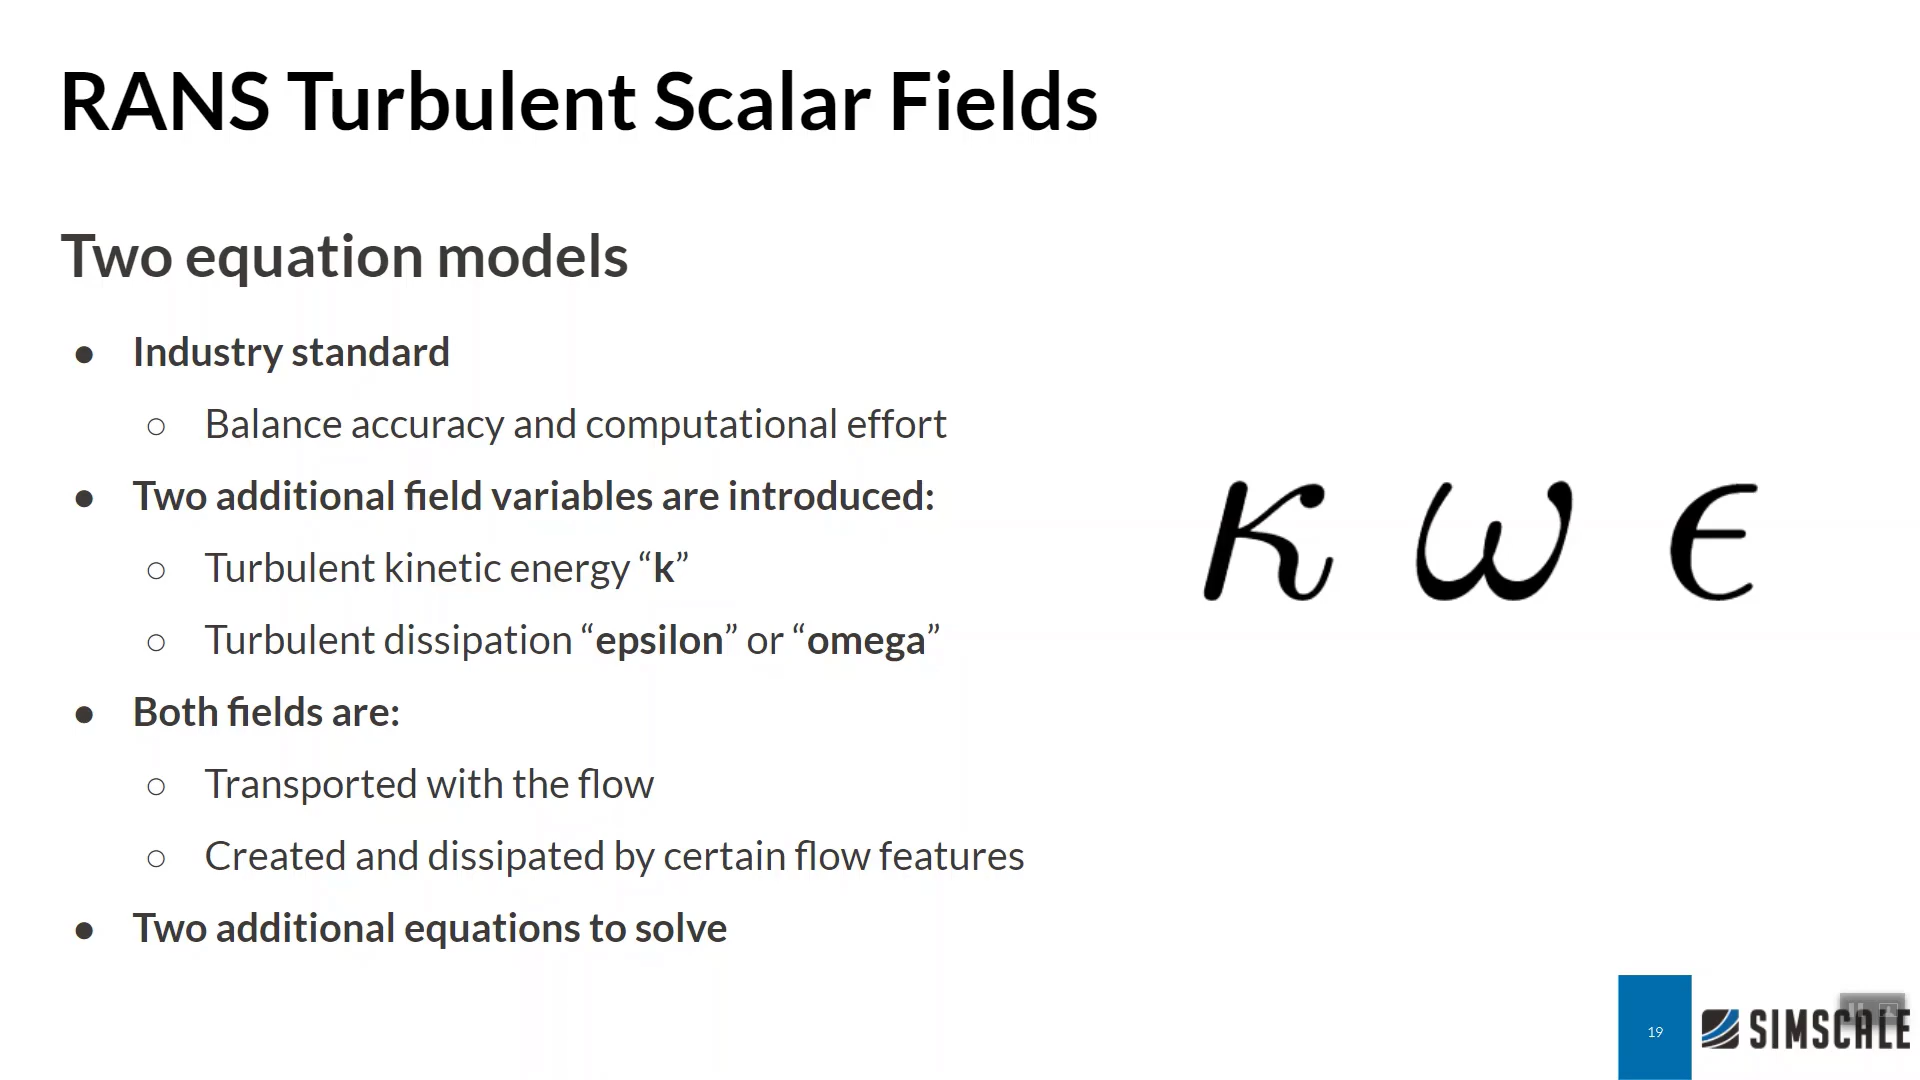 RANS Turbulent Scalar Fields
Two equation models
● Industry standard
○ Balance accuracy and computational effort
● Two additional field variables are introduced:
○ Turbulent kinetic energy “k”
○ Turbulent dissipation “epsilon” or “omega”
● Both fields are:
○ Transported with the flow
○ Created and dissipated by certain flow features
● Two additional equations to solve
κ ω ϵ
19
SIMSCALE